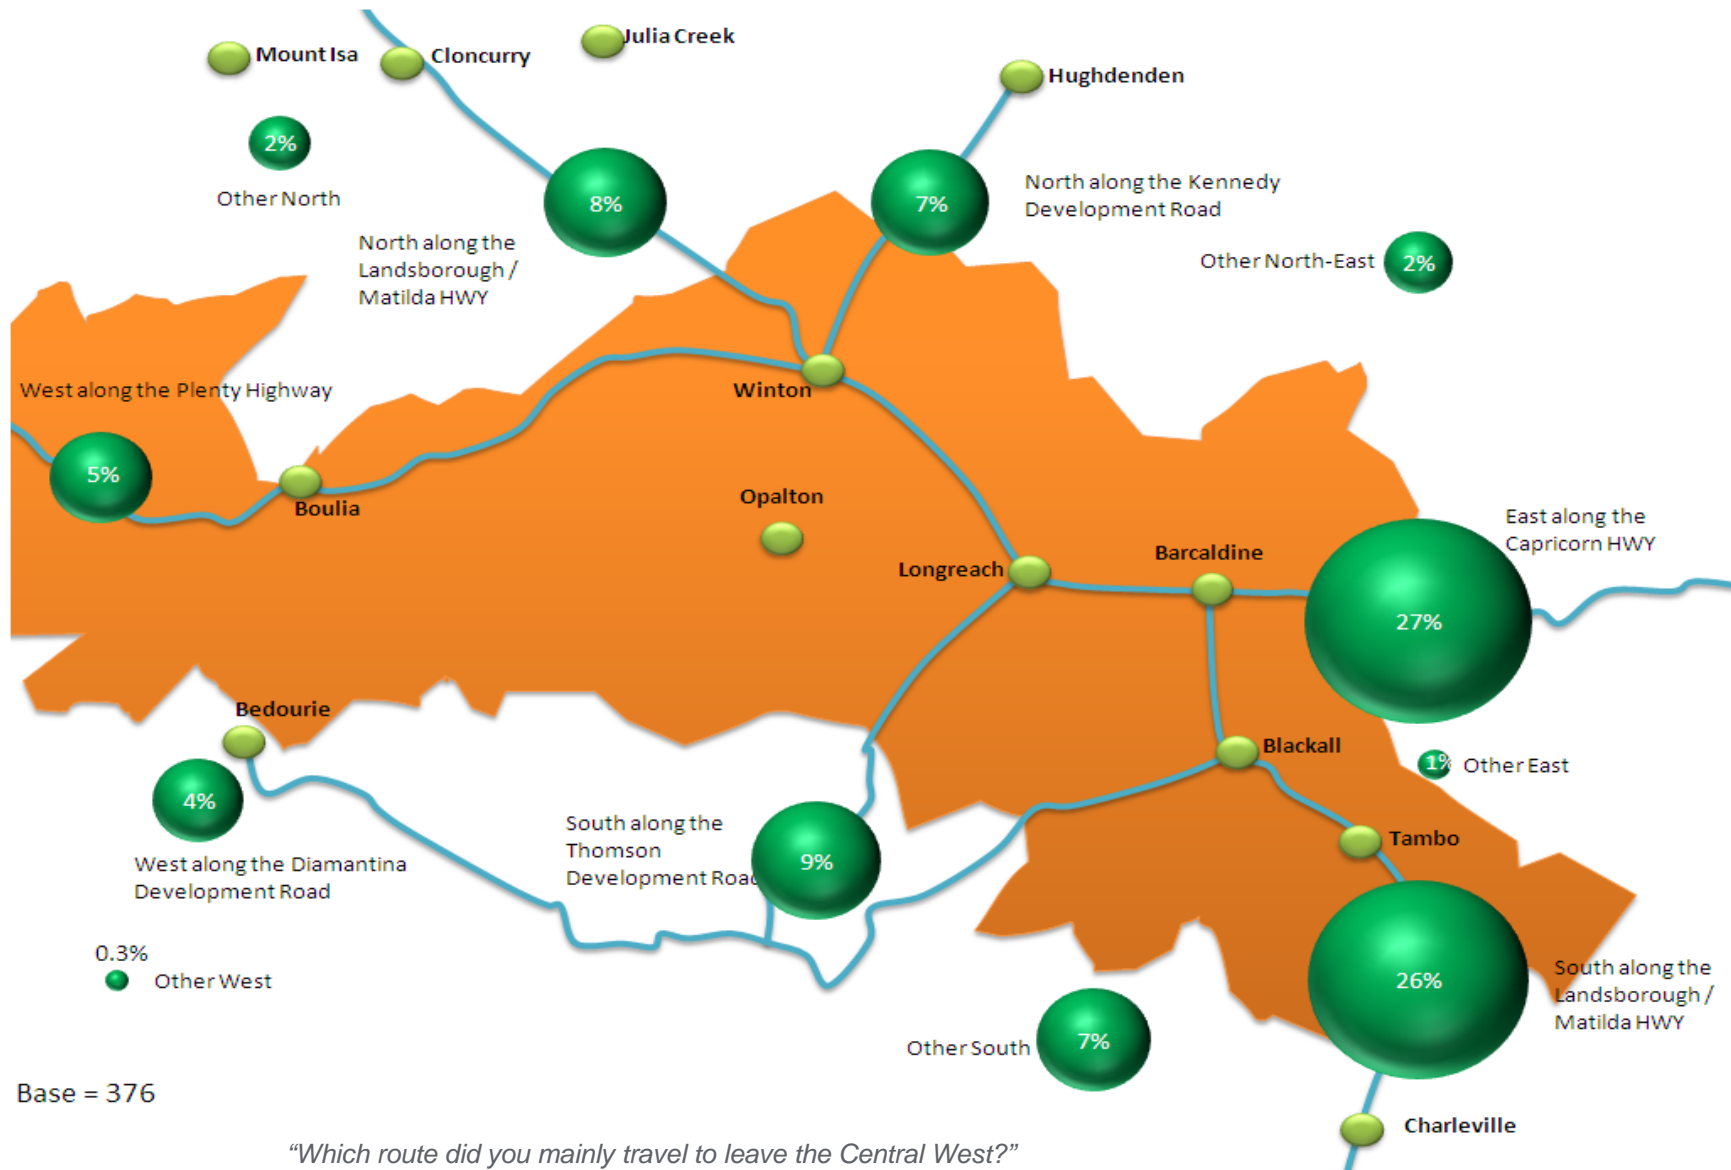 Mount Isa
Cloncurry
Julia Creek
Hughdenden
2%
Other North
8%
North along the
Landsborough /
Matilda HWY
7%
North along the Kennedy
Development Road
Other North-East
2%
West along the Plenty Highway
5%
Boulia
Winton
Opalton
Longreach
Barcaldine
East along the
Capricorn HWY
27%
Bedourie
Blackall
1%
Other East
4%
West along the Diamantina
Development Road
South along the
Thomson
Development Road
9%
Tambo
0.3%
Other West
26%
South along the
Landsborough /
Matilda HWY
Other South
7%
Base = 376
Charleville
“Which route did you mainly travel to leave the Central West?”